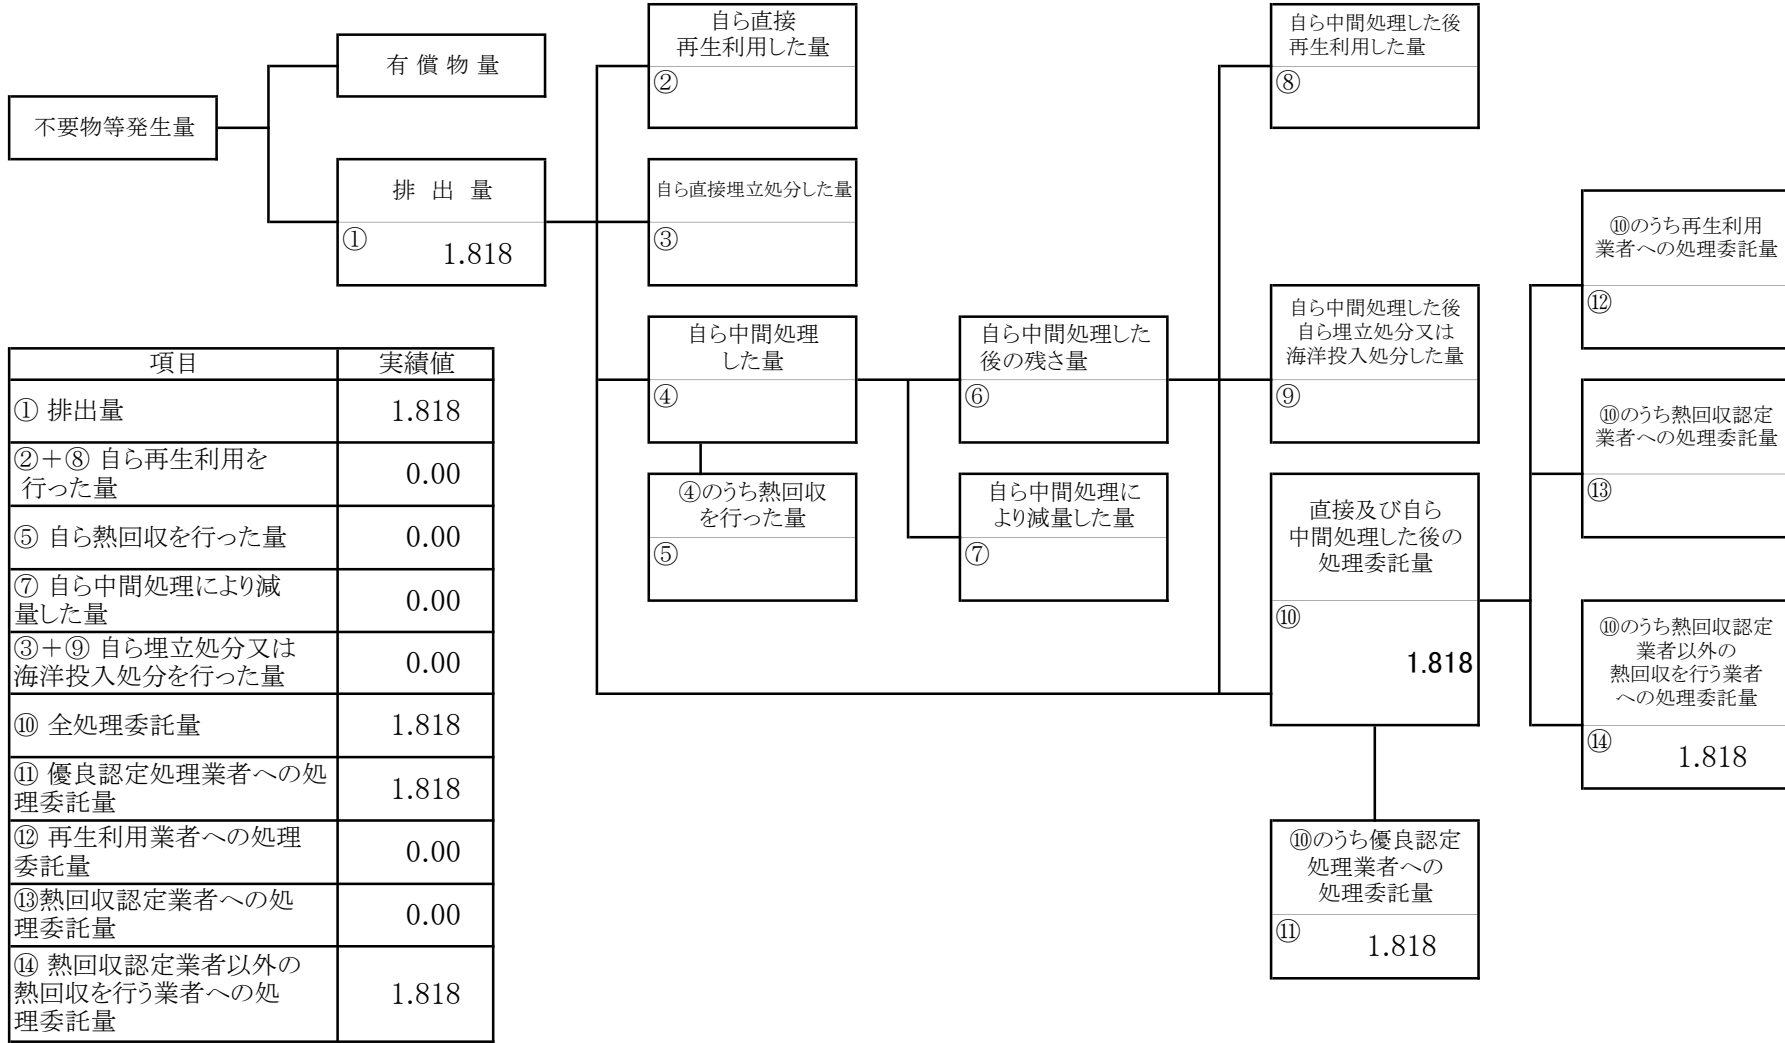 不要物等発生量
有 償 物 量
排 出 量
①
1.818
自ら直接
再生利用した量
②
自ら直接埋立処分した量
③
自ら中間処理
した量
④
④のうち熱回収
を行った量
⑤
自ら中間処理した
後の残さ量
⑥
自ら中間処理に
より減量した量
⑦
自ら中間処理した後
再生利用した量
⑧
自ら中間処理した後
自ら埋立処分又は
海洋投入処分した量
⑨
直接及び自ら
中間処理した後の
処理委託量
⑩
1.818
⑩のうち優良認定
処理業者への
処理委託量
⑪
1.818
⑩のうち再生利用
業者への処理委託量
⑫
⑩のうち熱回収認定
業者への処理委託量
⑬
⑩のうち熱回収認定
業者以外の
熱回収を行う業者
への処理委託量
⑭
1.818
項目 実績値
① 排出量 1.818
②＋⑧ 自ら再生利用を
行った量 0.00
⑤ 自ら熱回収を行った量 0.00
⑦ 自ら中間処理により減
量した量 0.00
③＋⑨ 自ら埋立処分又は
海洋投入処分を行った量 0.00
⑩ 全処理委託量 1.818
⑪ 優良認定処理業者への処
理委託量 1.818
⑫ 再生利用業者への処理
委託量 0.00
⑬熱回収認定業者への処
理委託量 0.00
⑭ 熱回収認定業者以外の
熱回収を行う業者への処
理委託量 1.818